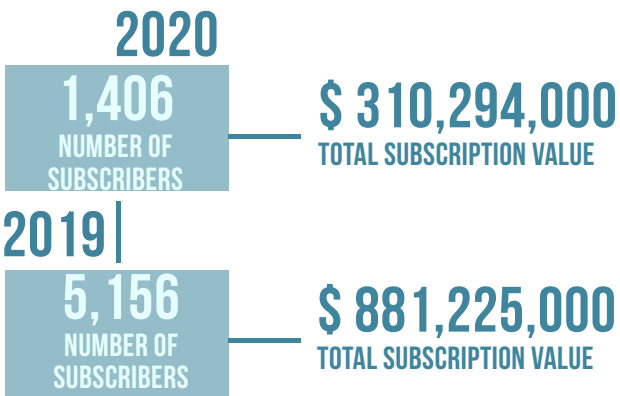 2020
1,406
NUMBER OF
SUBSCRIBERS
$ 310,294,000
TOTAL SUBSCRIPTION VALUE
2019
5,156
NUMBER OF
SUBSCRIBERS
$ 881,225,000
TOTAL SUBSCRIPTION VALUE